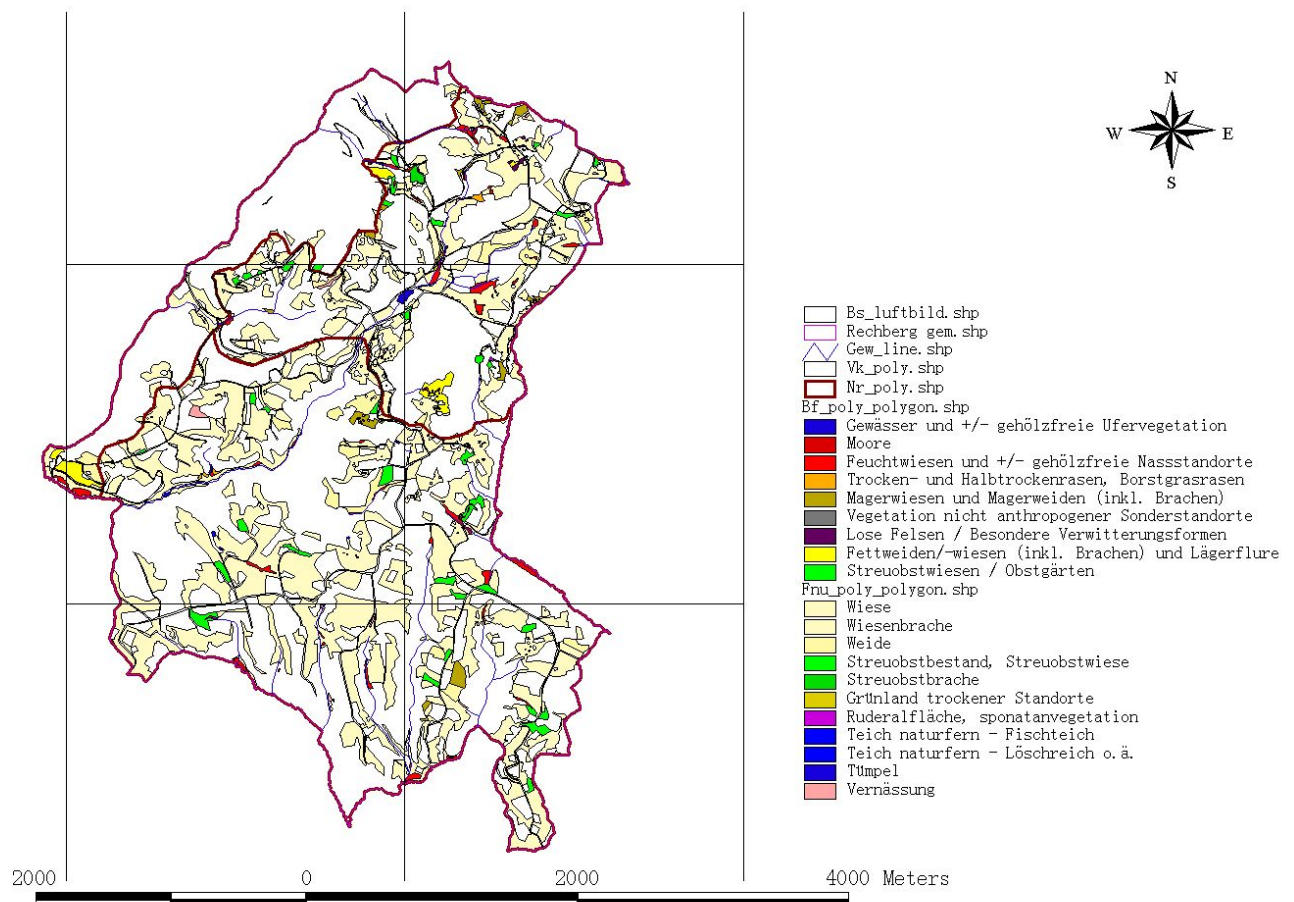 N
W E
S
Bs_luftbild.shp
Rechberg gem.shp
Gew_line.shp
Vk_poly.shp
Nr_poly.shp
Bf_poly_polygon.shp
Gewässer und +/- gehölzfreie Ufervegetation
Moore
Feuchtwiesen und +/- gehölzfreie Nassstandorte
Trocken- und Halbtrockenrasen, Borstgrasrasen
Magerwiesen und Magerweiden (inkl. Brachen)
Vegetation nicht anthropogener Sonderstandorte
Lose Felsen / Besondere Verwitterungsformen
Fettweiden/-wiesen (inkl. Brachen) und Lägerflure
Streuobstwiesen / Obstgärten
Fnu_poly_polygon.shp
Wiese
Wiesenbrache
Weide
Streuobstbestand, Streuobstwiese
Streuobstbrache
Grünland trockener Standorte
Ruderalfläche, sponatanvegetation
Teich naturfern - Fischteich
Teich naturfern - Löschreich o.ä.
Tümpel
Vernässung
2000 0 2000 4000 Meters